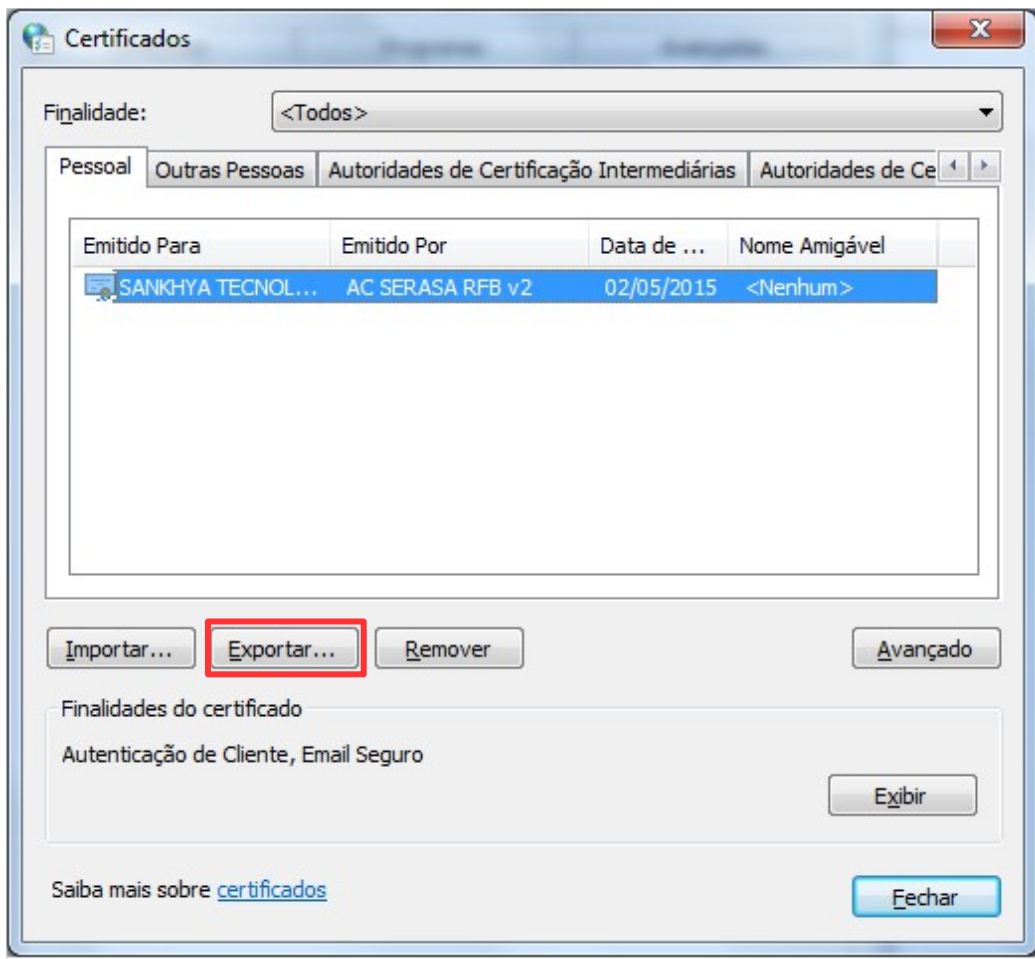 Certificados
Finalidade: <Todos>
Pessoal Outras Pessoas Autoridades de Certificação Intermediárias Autoridades de Ce
Emitido Para Emitido Por Data de ... Nome Amigável
SANKHYA TECNOL... AC SERASA RFB v2 02/05/2015 <Nenhum>
Importar... Exportar... Remover Avançado
Finalidades do certificado
Autenticação de Cliente, Email Seguro
Exibir
Saiba mais sobre certificados
Fechar